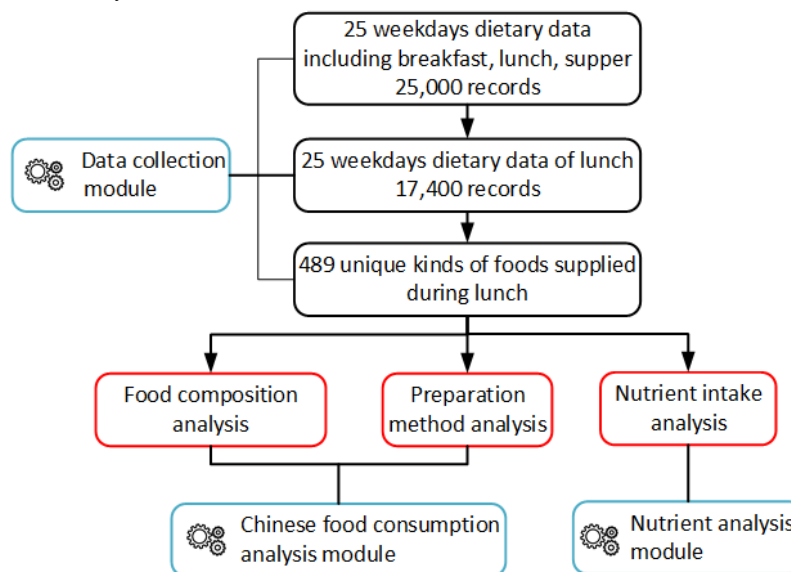 25 weekdays dietary data
including breakfast, lunch, supper
25,000 records
Data collection
module
25 weekdays dietary data of lunch
17,400 records
489 unique kinds of foods supplied
during lunch
Food composition
analysis
Preparation
method analysis
Nutrient intake
analysis
Chinese food consumption
analysis module
Nutrient analysis
module